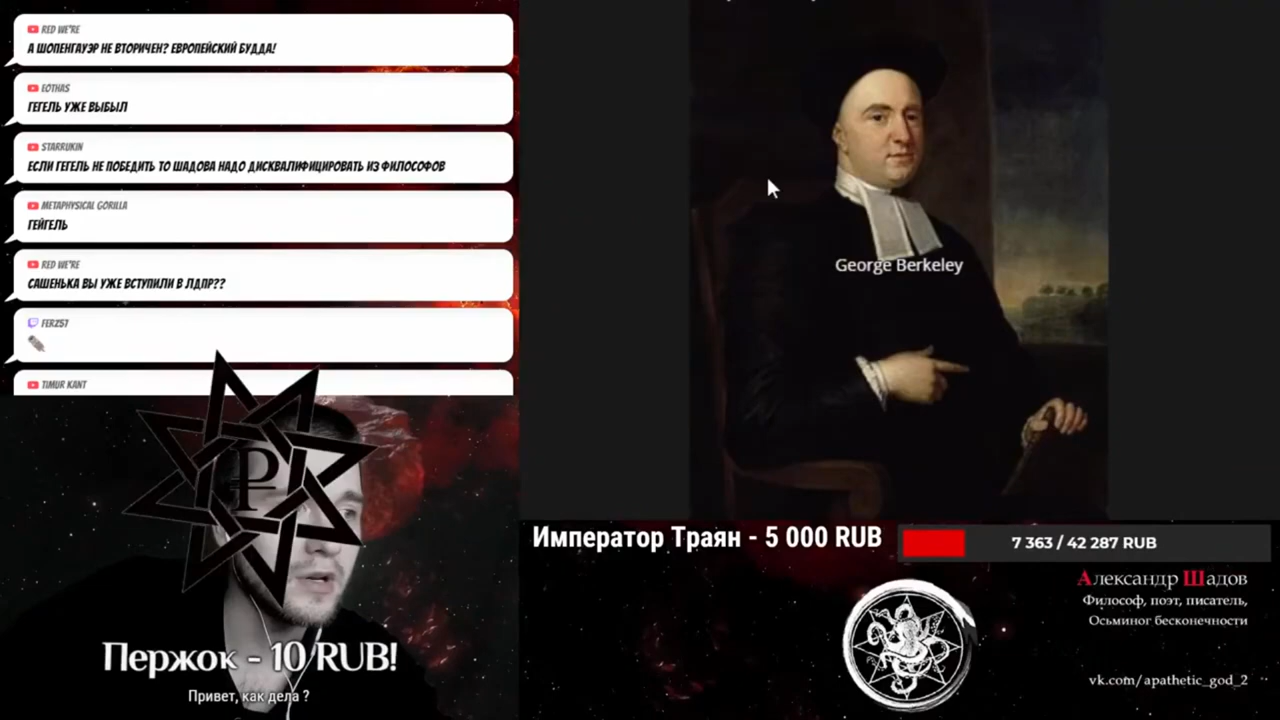 RED WE'RE
А ШОПЕНГАУЭР НЕ ВТОРИЧЕН? ЕВРОПЕЙСКИЙ БУДДА!
EOTHAS
ГЕГЕЛЬ УЖЕ ВЫБЫЛ
STARRUKIN
ЕСЛИ ГЕГЕЛЬ НЕ ПОБЕДИТЬ ТО ШАДОВА НАДО ДИСКВАЛИФИЦИРОВАТЬ ИЗ ФИЛОСОФОВ
METAPHYSICAL GORILLA
ГЕЙГЕЛЬ
RED WE'RE
САШЕНЬКА ВЫ УЖЕ ВСТУПИЛИ В ЛДПР??
FERZ57
TIMUR KANT
George Berkeley
₽
Пержок - 10 RUB!
Привет, как дела ?
Император Траян - 5 000 RUB
7 363 / 42 287 RUB
Александр Шадов
Философ, поэт, писатель,
Осьминог бесконечности
vk.com/apathetic_god_2